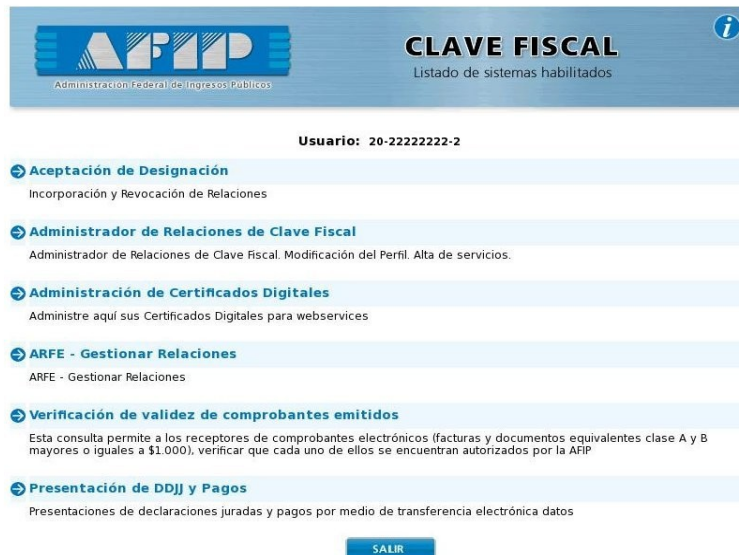 AFIP
Administración Federal de Ingresos Públicos
CLAVE FISCAL
Listado de sistemas habilitados
i
Usuario: 20-22222222-2
Aceptación de Designación
Incorporación y Revocación de Relaciones
Administrador de Relaciones de Clave Fiscal
Administrador de Relaciones de Clave Fiscal. Modificación del Perfil. Alta de servicios.
Administración de Certificados Digitales
Administre aquí sus Certificados Digitales para webservices
ARFE - Gestionar Relaciones
ARFE - Gestionar Relaciones
Verificación de validez de comprobantes emitidos
Esta consulta permite a los receptores de comprobantes electrónicos (facturas y documentos equivalentes clase A y B
mayores o iguales a $1.000), verificar que cada uno de ellos se encuentran autorizados por la AFIP
Presentación de DDJJ y Pagos
Presentaciones de declaraciones juradas y pagos por medio de transferencia electrónica datos
SALIR